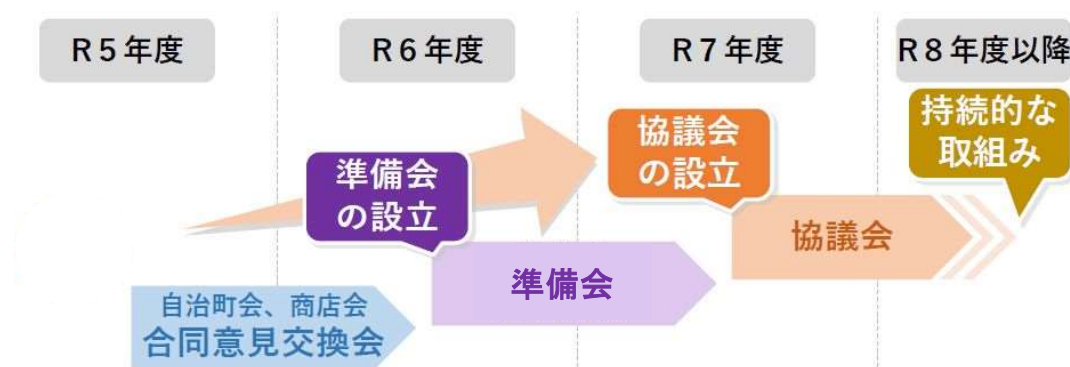 R5年度
R6年度
R7年度
R8年度以降
準備会
の設立
協議会
の設立
持続的な
取組み
自治町会、商店会
合同意見交換会
準備会
協議会